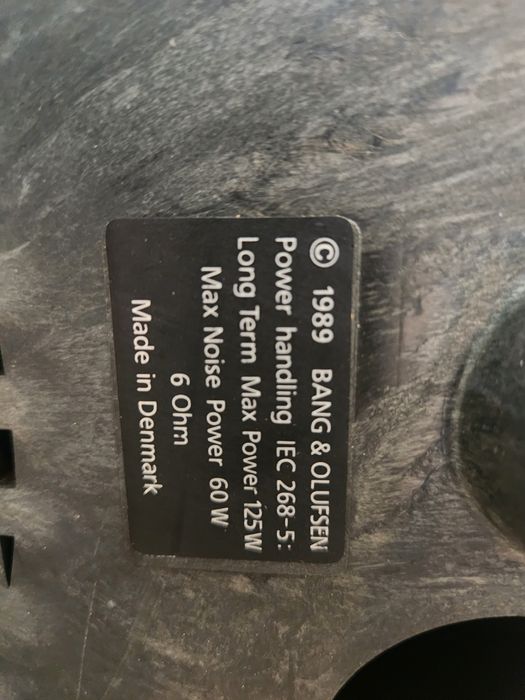 © 1989 BANG & OLUFSEN
Power handling IEC 268-5:
Long Term Max Power 125W
Max Noise Power 60W
6 Ohm
Made in Denmark